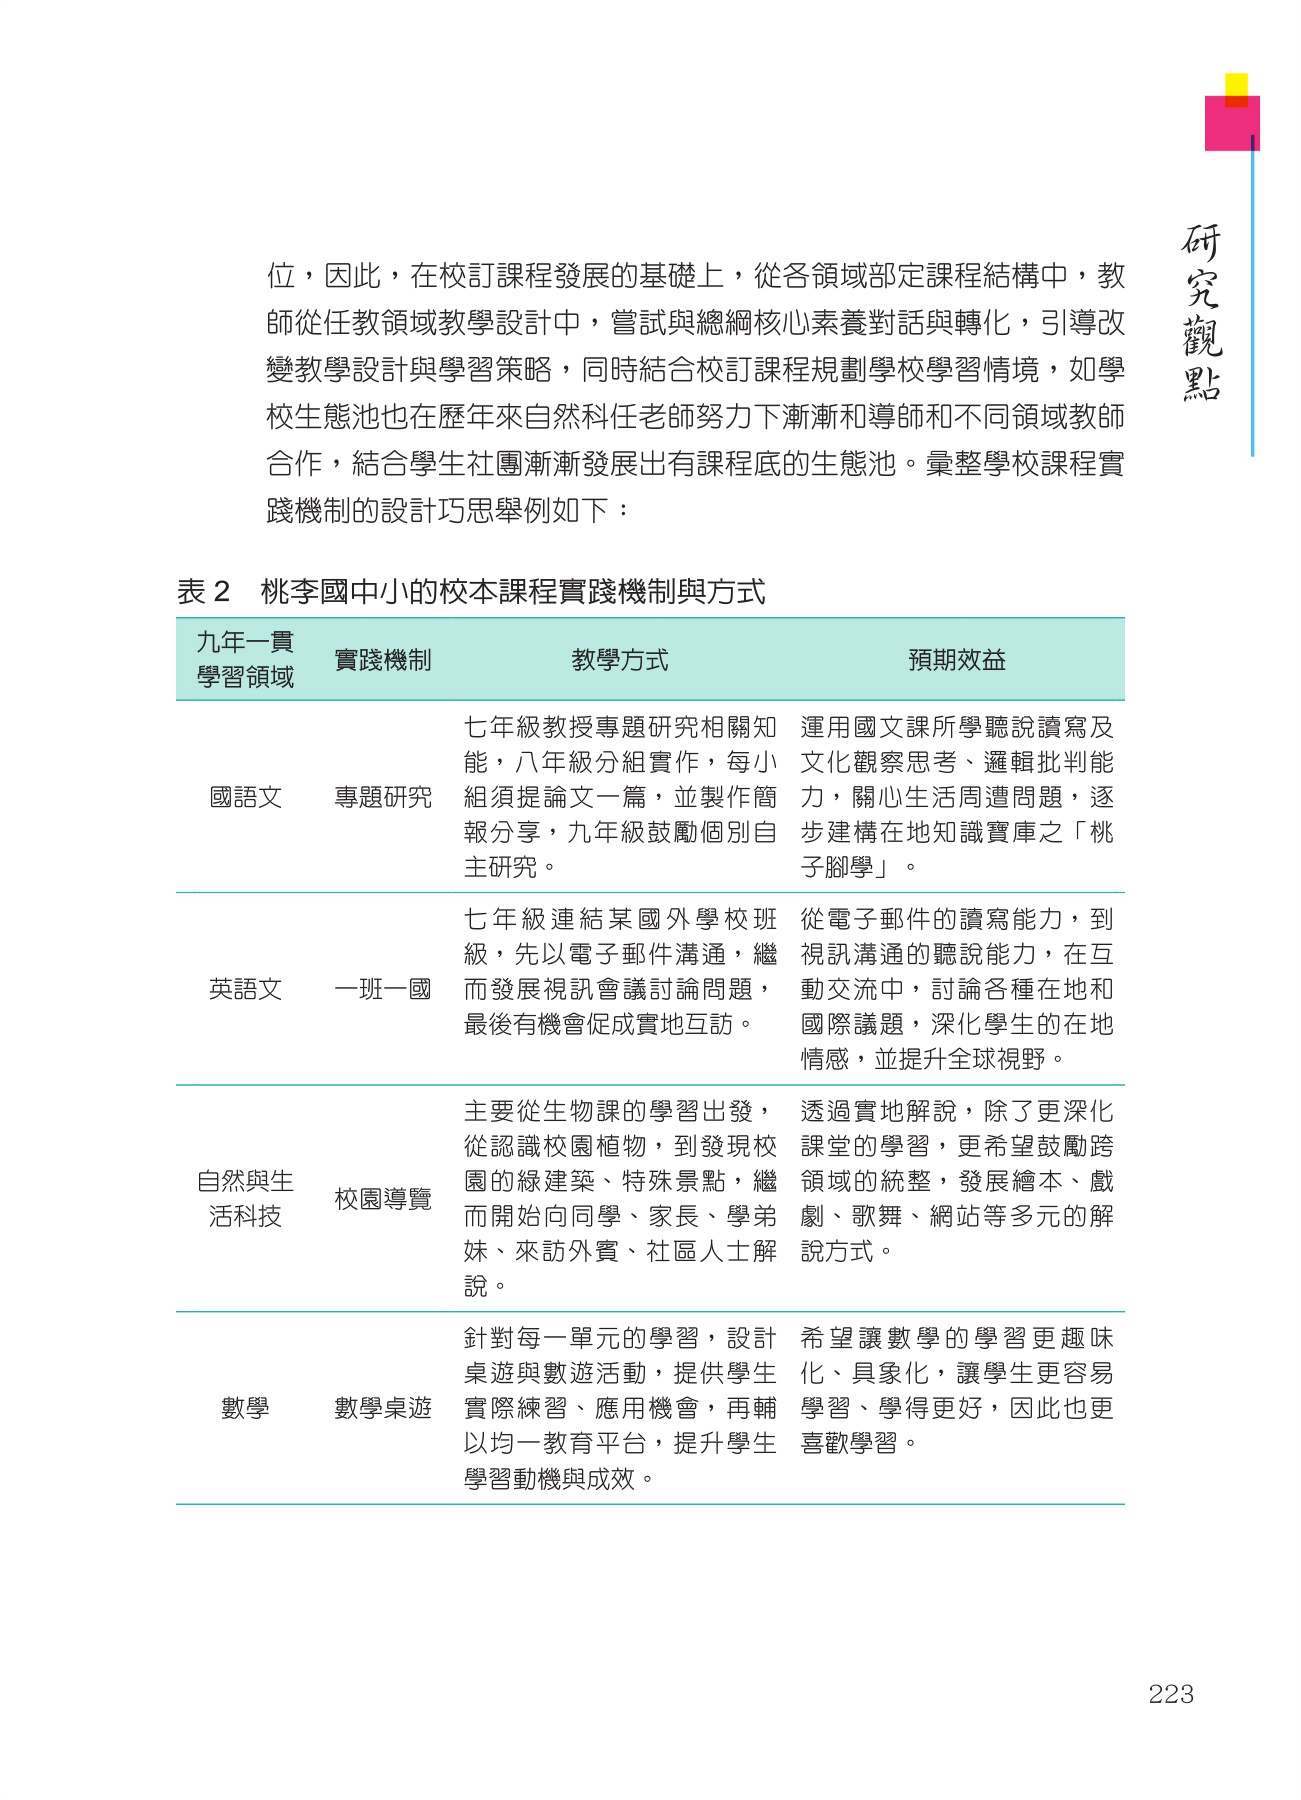 研究觀點
位，因此，在校訂課程發展的基礎上，從各領域部定課程結構中，教
師從任教領域教學設計中，嘗試與總綱核心素養對話與轉化，引導改
變教學設計與學習策略，同時結合校訂課程規劃學校學習情境，如學
校生態池也在歷年來自然科任老師努力下漸漸和導師和不同領域教師
合作，結合學生社團漸漸發展出有課程底的生態池。彙整學校課程實
踐機制的設計巧思舉例如下：
表 2　桃李國中小的校本課程實踐機制與方式
九年一貫
學習領域
實踐機制
教學方式
預期效益
國語文
專題研究
七年級教授專題研究相關知
能，八年級分組實作，每小
組須提論文一篇，並製作簡
報分享，九年級鼓勵個別自
主研究。
運用國文課所學聽說讀寫及
文化觀察思考、邏輯批判能
力，關心生活周遭問題，逐
步建構在地知識寶庫之「桃
子腳學」。
英語文
一班一國
七年級連結某國外學校班
級，先以電子郵件溝通，繼
而發展視訊會議討論問題，
最後有機會促成實地互訪。
從電子郵件的讀寫能力，到
視訊溝通的聽說能力，在互
動交流中，討論各種在地和
國際議題，深化學生的在地
情感，並提升全球視野。
自然與生
活科技
校園導覽
主要從生物課的學習出發，
從認識校園植物，到發現校
園的綠建築、特殊景點，繼
而開始向同學、家長、學弟
妹、來訪外賓、社區人士解
說。
透過實地解說，除了更深化
課堂的學習，更希望鼓勵跨
領域的統整，發展繪本、戲
劇、歌舞、網站等多元的解
說方式。
數學
數學桌遊
針對每一單元的學習，設計
桌遊與數遊活動，提供學生
實際練習、應用機會，再輔
以均一教育平台，提升學生
學習動機與成效。
希望讓數學的學習更趣味
化、具象化，讓學生更容易
學習、學得更好，因此也更
喜歡學習。
223